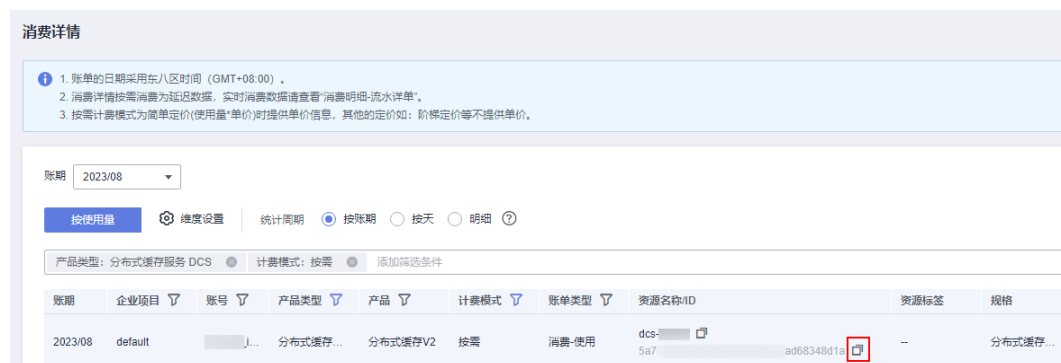 消费详情
1. 账单的日期采用东八区时间（GMT+08:00）。
2. 消费详情按需消费为延迟数据，实时消费数据请查看“消费明细-流水详单”。
3. 按需计费模式为简单定价(使用量*单价)时提供单价信息，其他的定价如：阶梯定价等不提供单价。
账期 2023/08
按使用量 维度设置 统计周期 按账期 按天 明细
产品类型：分布式缓存服务 DCS 计费模式：按需 添加筛选条件
账期 企业项目 账号 产品类型 产品 计费模式 账单类型 资源名称/ID 资源标签 规格
2023/08 default _i... 分布式缓存... 分布式缓存V2 按需 消费-使用 dcs- -- 分布式缓存...
5a7 ad68348d1a